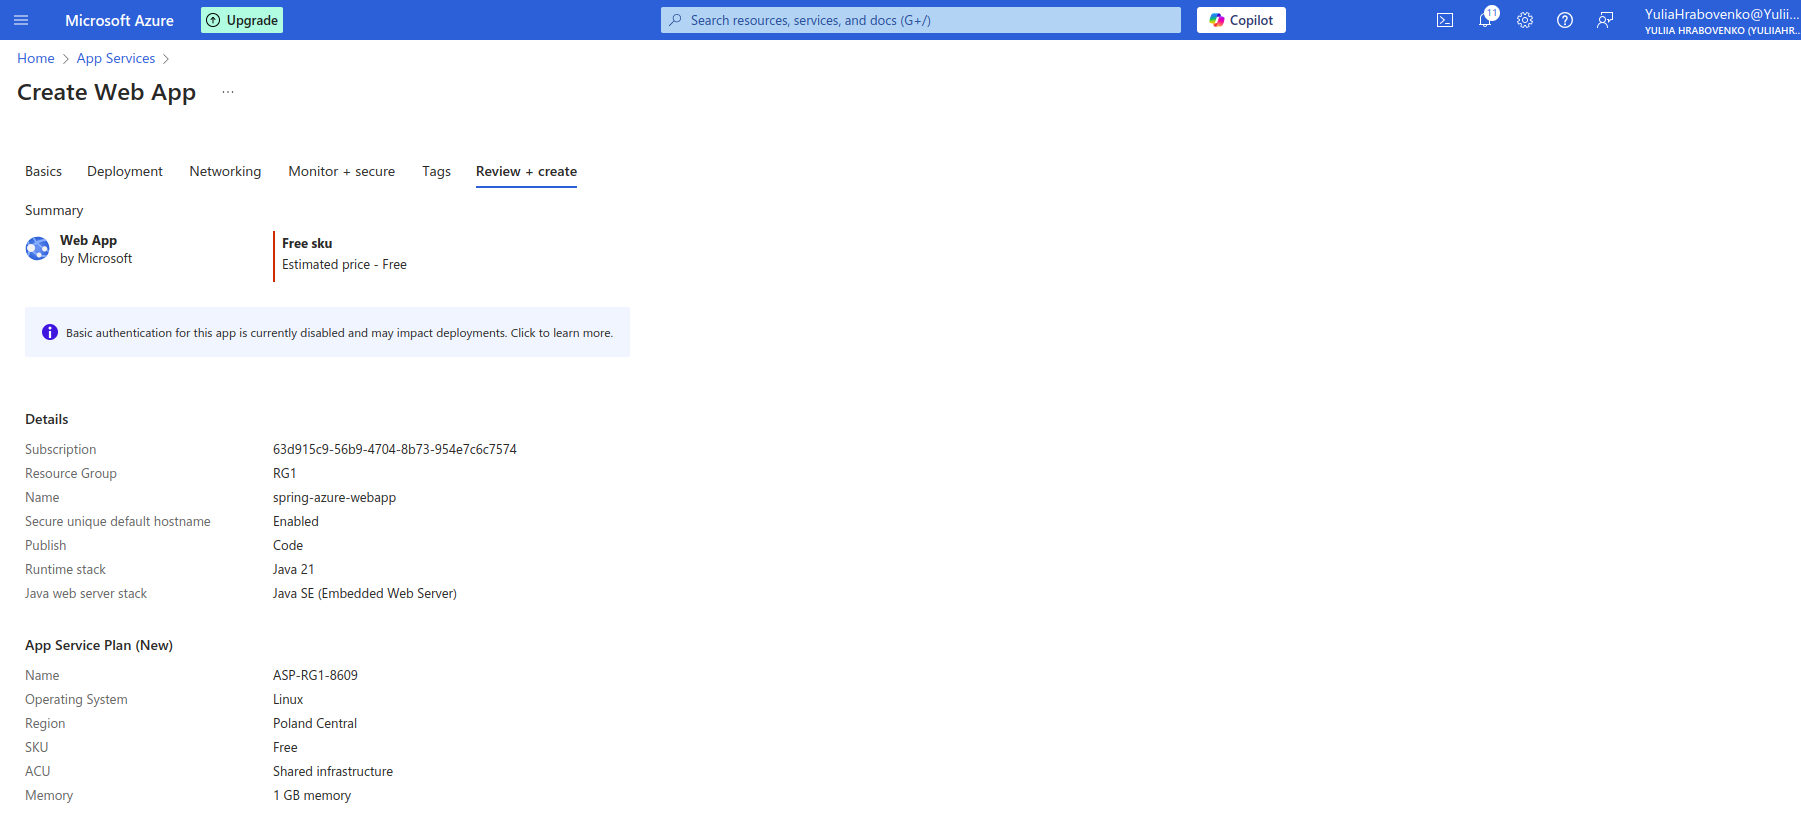 Microsoft Azure
Upgrade
Search resources, services, and docs (G+/)
Copilot
11
YuliaHrabovenko@Yulii...
YULIIA HRABOVENKO (YULIIAHR...
Home > App Services >
Create Web App ...
Basics Deployment Networking Monitor + secure Tags Review + create
Summary
Web App
by Microsoft
Free sku
Estimated price - Free
Basic authentication for this app is currently disabled and may impact deployments. Click to learn more.
Details
Subscription 63d915c9-56b9-4704-8b73-954e7c6c7574
Resource Group RG1
Name spring-azure-webapp
Secure unique default hostname Enabled
Publish Code
Runtime stack Java 21
Java web server stack Java SE (Embedded Web Server)
App Service Plan (New)
Name ASP-RG1-8609
Operating System Linux
Region Poland Central
SKU Free
ACU Shared infrastructure
Memory 1 GB memory